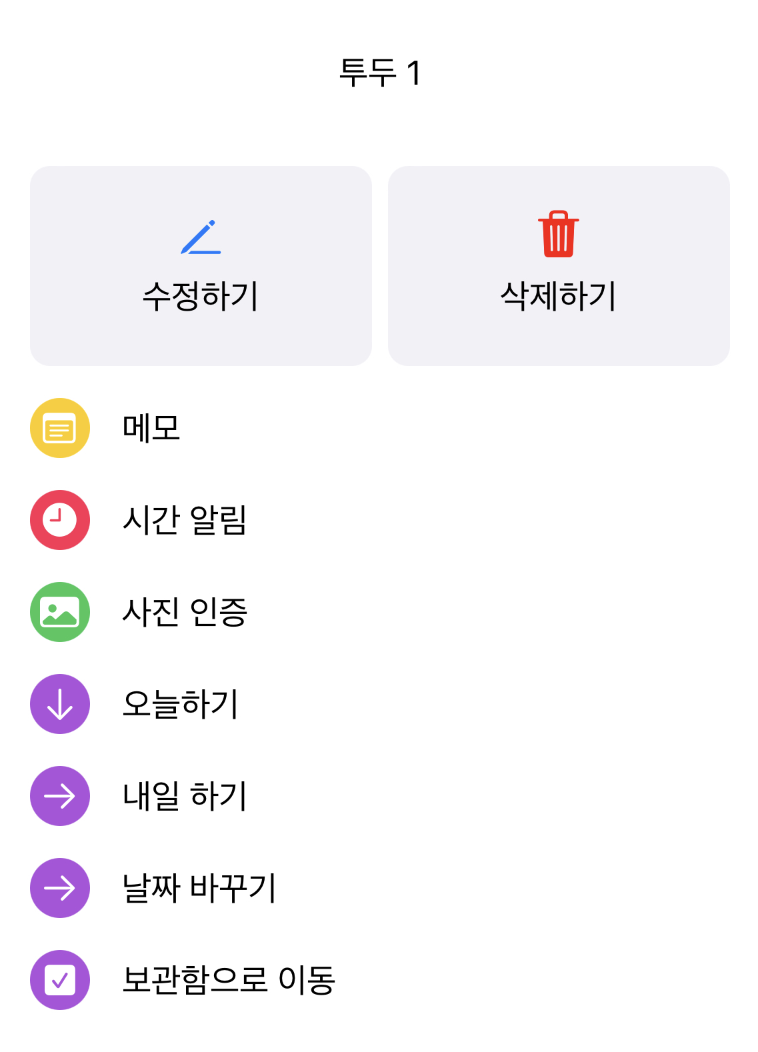 투두 1
수정하기
삭제하기
메모
시간 알림
사진 인증
오늘하기
내일 하기
날짜 바꾸기
보관함으로 이동